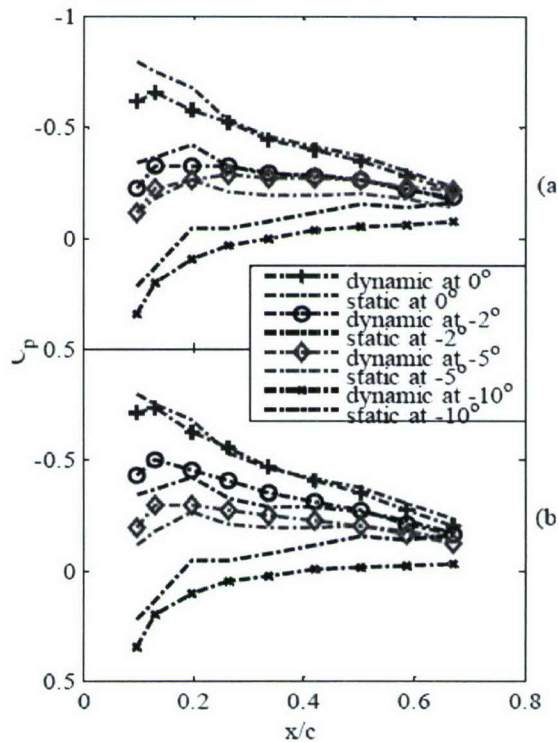 -1
-0.5
(a
0
dynamic at 0°
static at 0°
dynamic at -2°
static at -2°
dynamic at -5°
static at -5°
dynamic at -10°
static at -10°
Cp
0.5
-0.5
(b
0
0.5
0 0.2 0.4 0.6 0.8
x/c